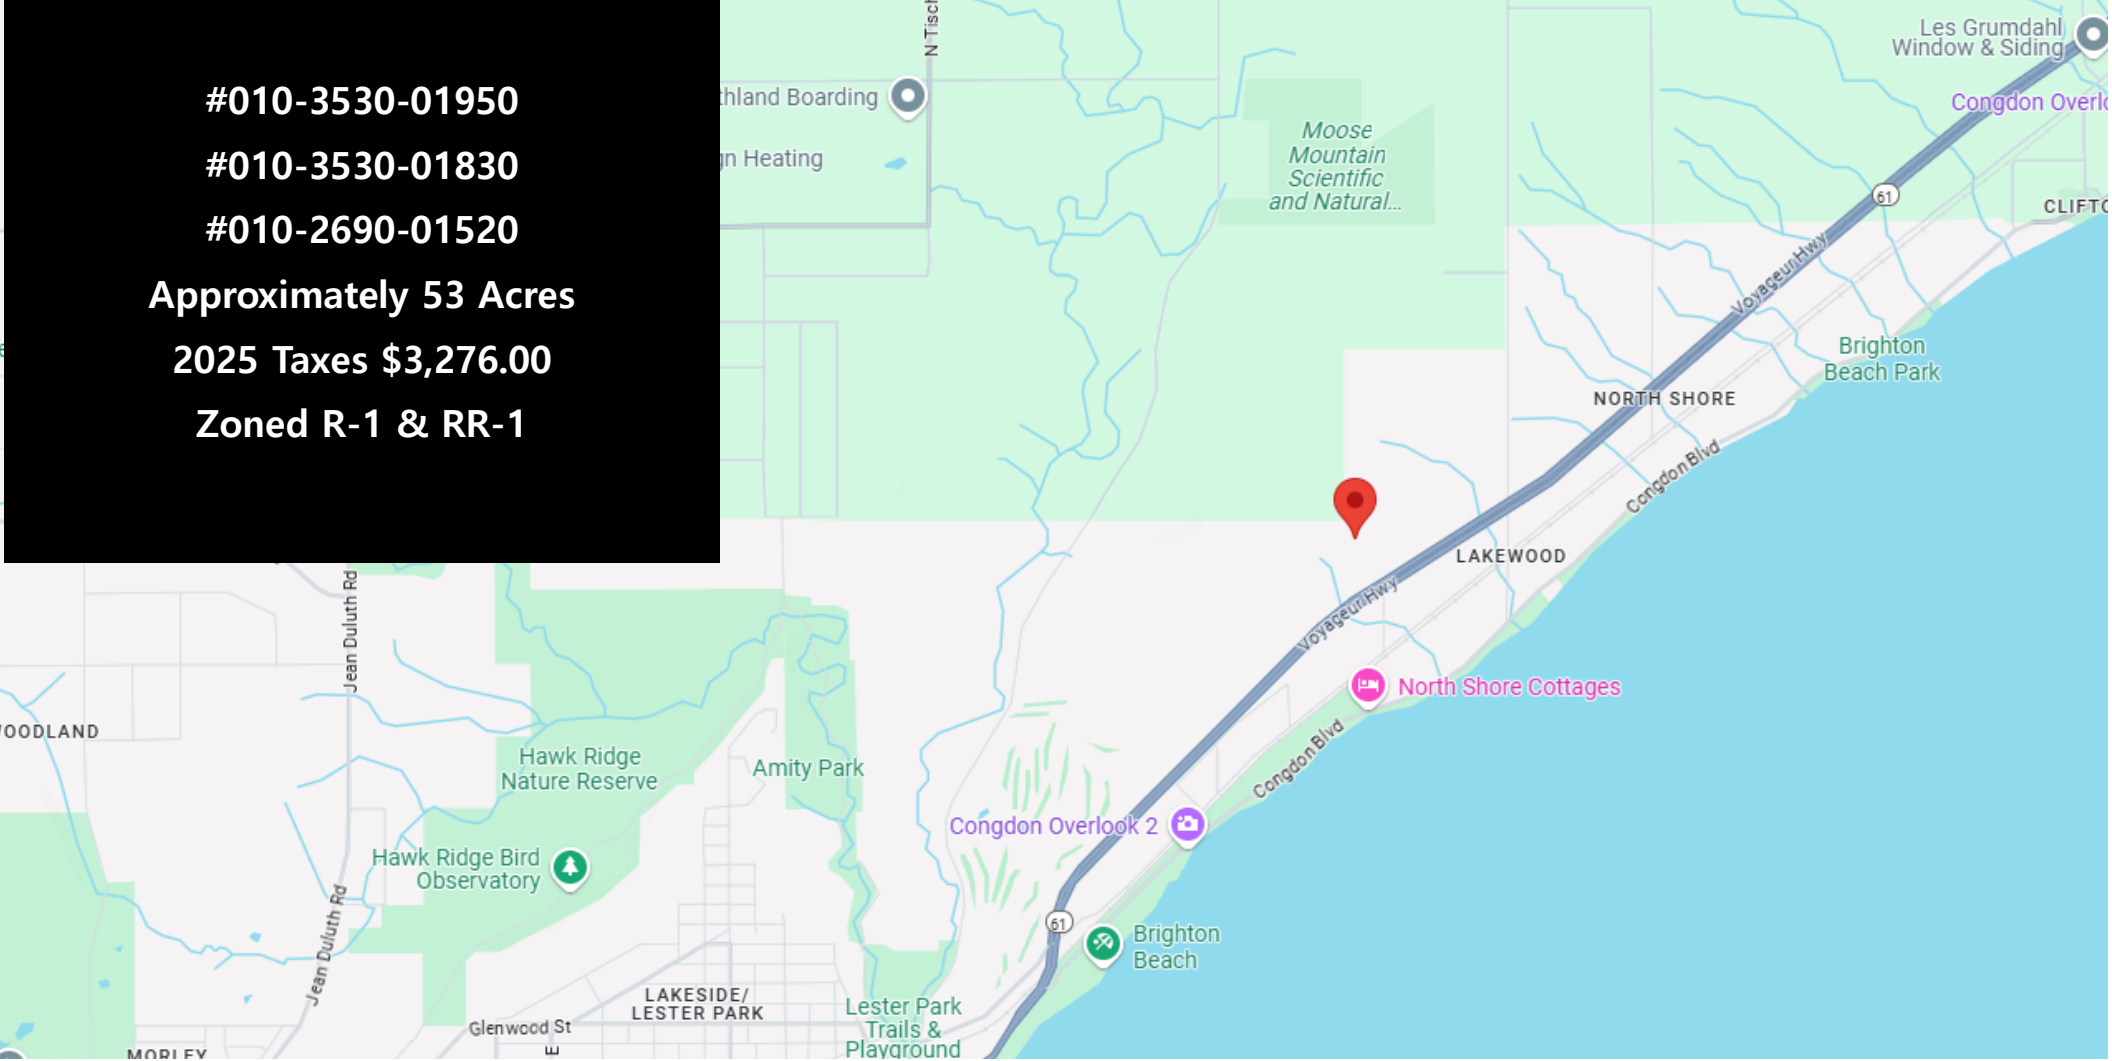 #010-3530-01950
#010-3530-01830
#010-2690-01520
Approximately 53 Acres
2025 Taxes $3,276.00
Zoned R-1 & RR-1
Boarding
Heating
Moose
Mountain
Scientific
and Natural...
Les Grumdahl
Window & Siding
Congdon
61
Voyageur Hwy
Brighton
Beach Park
NORTH SHORE
Congdon Blvd
LAKEWOOD
Voyageur Hwy
North Shore Cottages
Congdon Blvd
Jean Duluth Rd
Hawk Ridge
Nature Reserve
Amity Park
Congdon Overlook 2
Hawk Ridge Bird
Observatory
Jean Duluth Rd
61
Brighton
Beach
LAKESIDE/
LESTER PARK
Lester Park
Trails &
Playground
Glenwood St
E
MORLEY